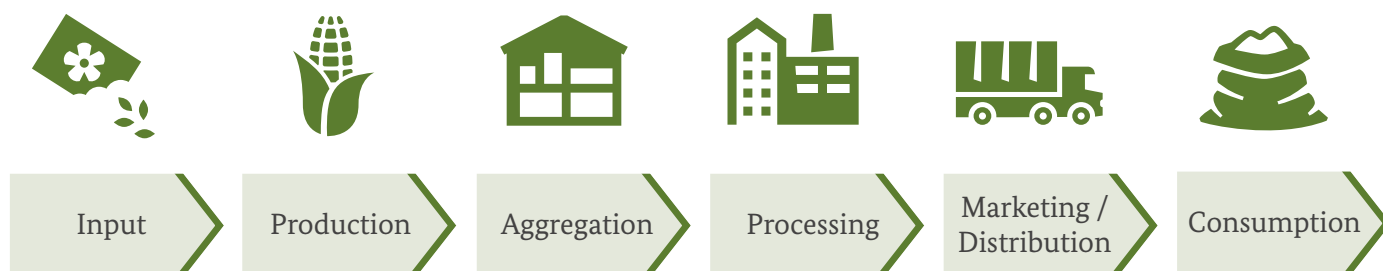 Input
Production
Aggregation
Processing
Marketing /
Distribution
Consumption